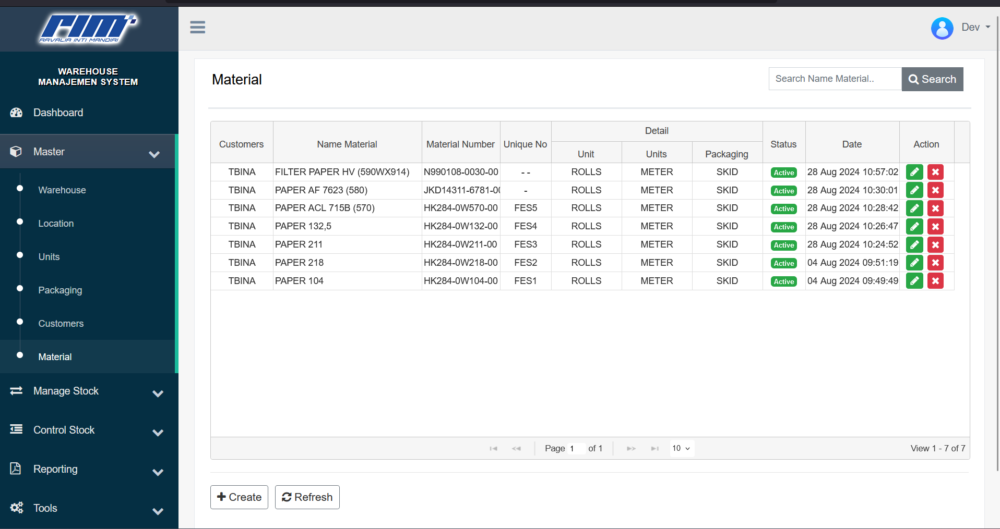 RIM
RAVALIA INTI MANDIRI
Dev
WAREHOUSE
MANAJEMEN SYSTEM
Dashboard
Master
Warehouse
Location
Units
Packaging
Customers
Material
Manage Stock
Control Stock
Reporting
Tools
Material
Search Name Material..
Search
Customers Name Material Material Number Unique No Detail Status Date Action
Unit Units Packaging
TBINA FILTER PAPER HV (590WX914) N990108-0030-00 - - ROLLS METER SKID Active 28 Aug 2024 10:57:02
TBINA PAPER AF 7623 (580) JKD14311-6781-00 - ROLLS METER SKID Active 28 Aug 2024 10:30:01
TBINA PAPER ACL 715B (570) HK284-0W570-00 FES5 ROLLS METER SKID Active 28 Aug 2024 10:28:42
TBINA PAPER 132,5 HK284-0W132-00 FES4 ROLLS METER SKID Active 28 Aug 2024 10:26:47
TBINA PAPER 211 HK284-0W211-00 FES3 ROLLS METER SKID Active 28 Aug 2024 10:24:52
TBINA PAPER 218 HK284-0W218-00 FES2 ROLLS METER SKID Active 04 Aug 2024 09:51:19
TBINA PAPER 104 HK284-0W104-00 FES1 ROLLS METER SKID Active 04 Aug 2024 09:49:49
Page 1 of 1 10 View 1 - 7 of 7
Create Refresh